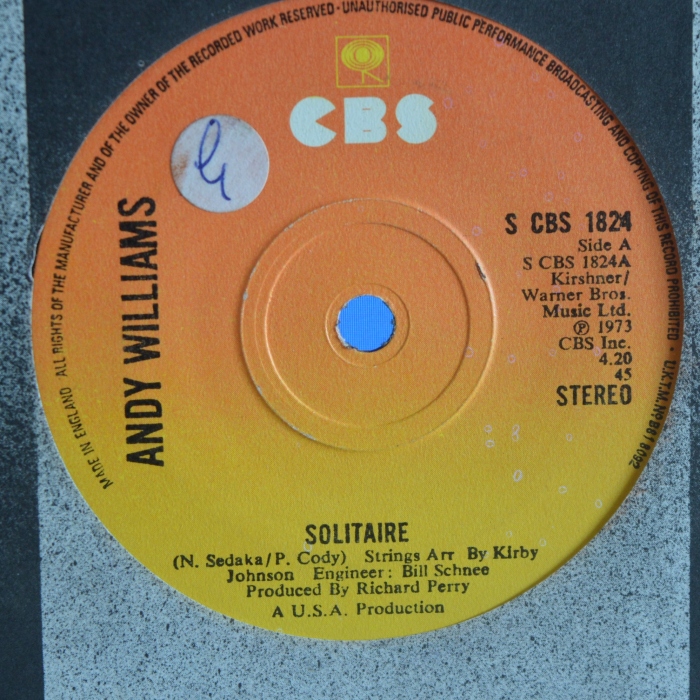 MADE IN ENGLAND ALL RIGHTS OF THE MANUFACTURER AND OF THE OWNER OF THE RECORDED WORK RESERVED · UNAUTHORISED PUBLIC PERFORMANCE BROADCASTING AND COPYING OF THIS RECORD PROHIBITED •
CBS
ANDY WILLIAMS
S CBS 1824
Side A
S CBS 1824A
Kirshner/
Warner Bros.
Music Ltd.
℗ 1973
CBS Inc.
4.20
45
STEREO
SOLITAIRE
(N. Sedaka/P. Cody) Strings Arr By Kirby
Johnson Engineer: Bill Schnee
Produced By Richard Perry
A U.S.A. Production